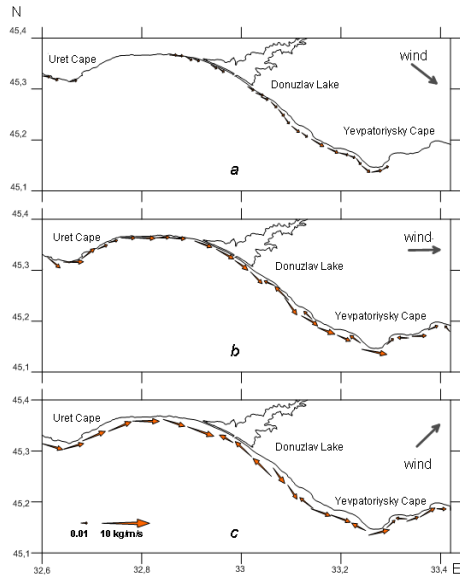 N
45,4
Uret Cape
wind
45,3
Donuzlav Lake
45,2
Yevpatoriysky Cape
a
45,1
Uret Cape
wind
45,3
Donuzlav Lake
45,2
Yevpatoriysky Cape
b
45,1
45,4
Uret Cape
Donuzlav Lake
45,3
wind
45,2
Yevpatoriysky Cape
0.01 10 kg/m/s
c
45,1
32,6 32,8 33 33,2 33,4 E